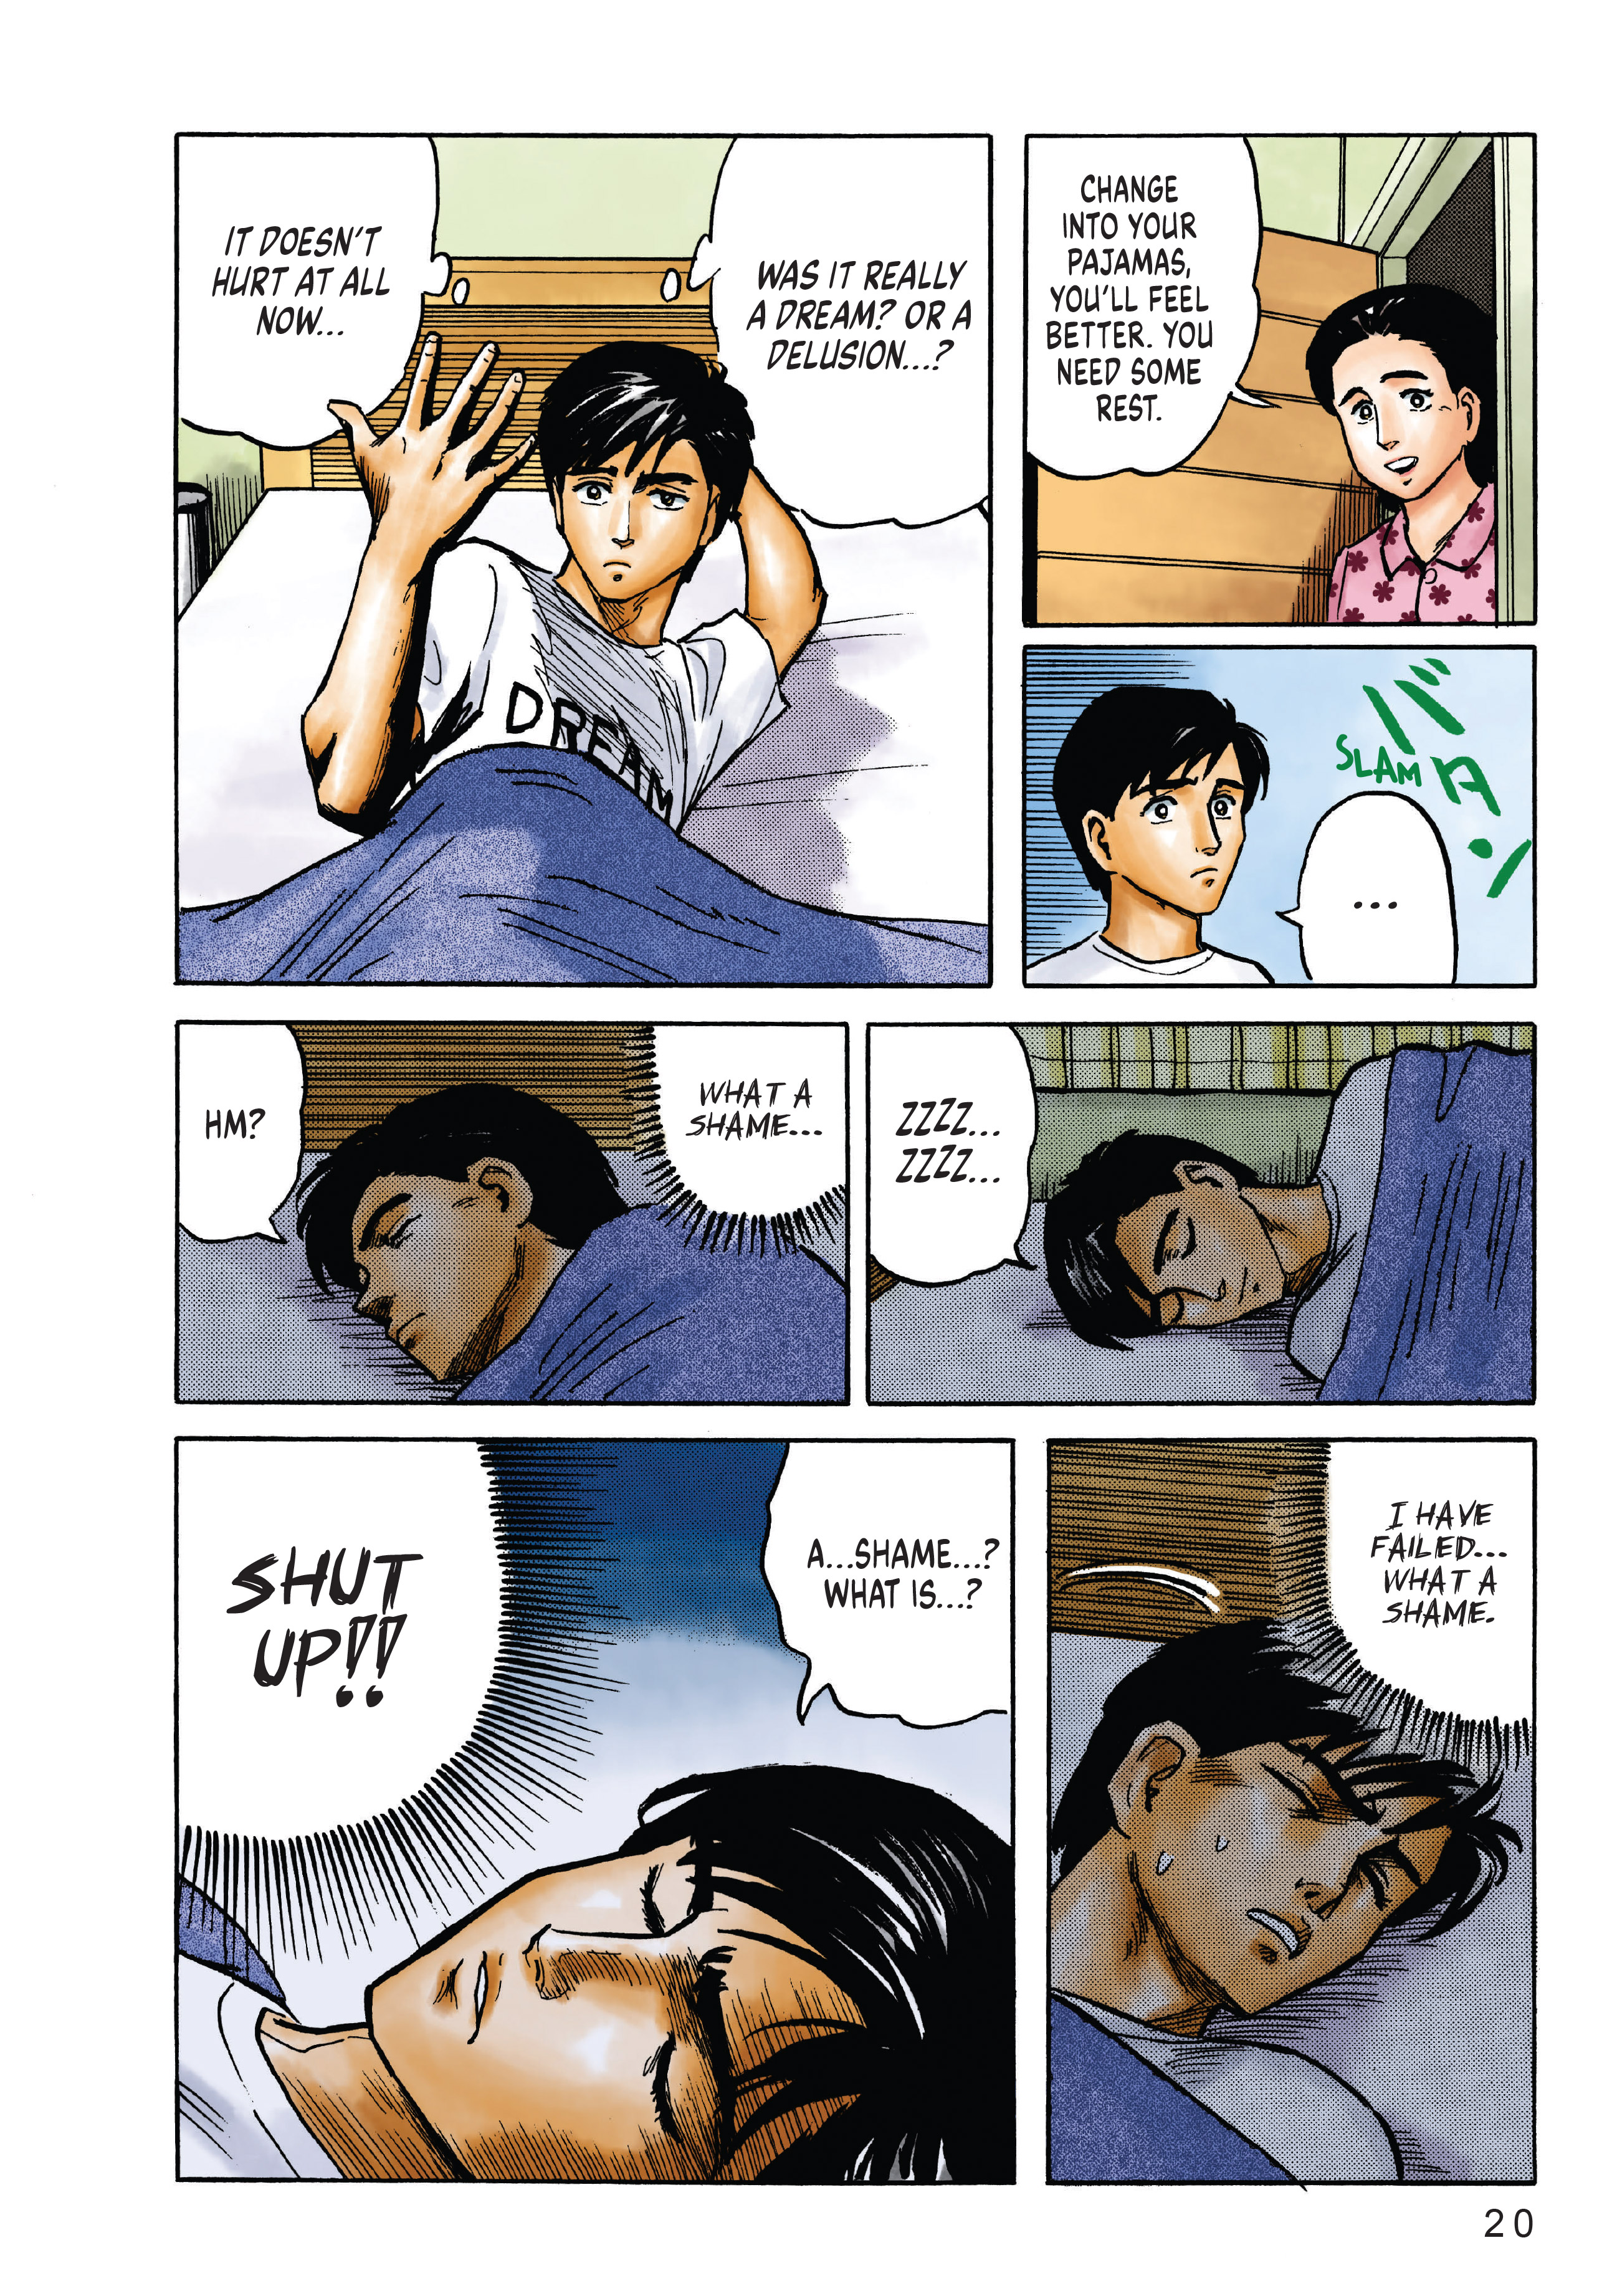 CHANGE
INTO YOUR
PAJAMAS,
YOU'LL FEEL
BETTER. YOU
NEED SOME
REST.
バタン
SLAM
...
WAS IT REALLY
A DREAM? OR A
DELUSION...?
IT DOESN'T
HURT AT ALL
NOW...
DREAM
ZZZZ...
ZZZZ...
WHAT A
SHAME...
HM?
I HAVE
FAILED...
WHAT A
SHAME.
A...SHAME...?
WHAT IS...?
SHUT
UP!!
20